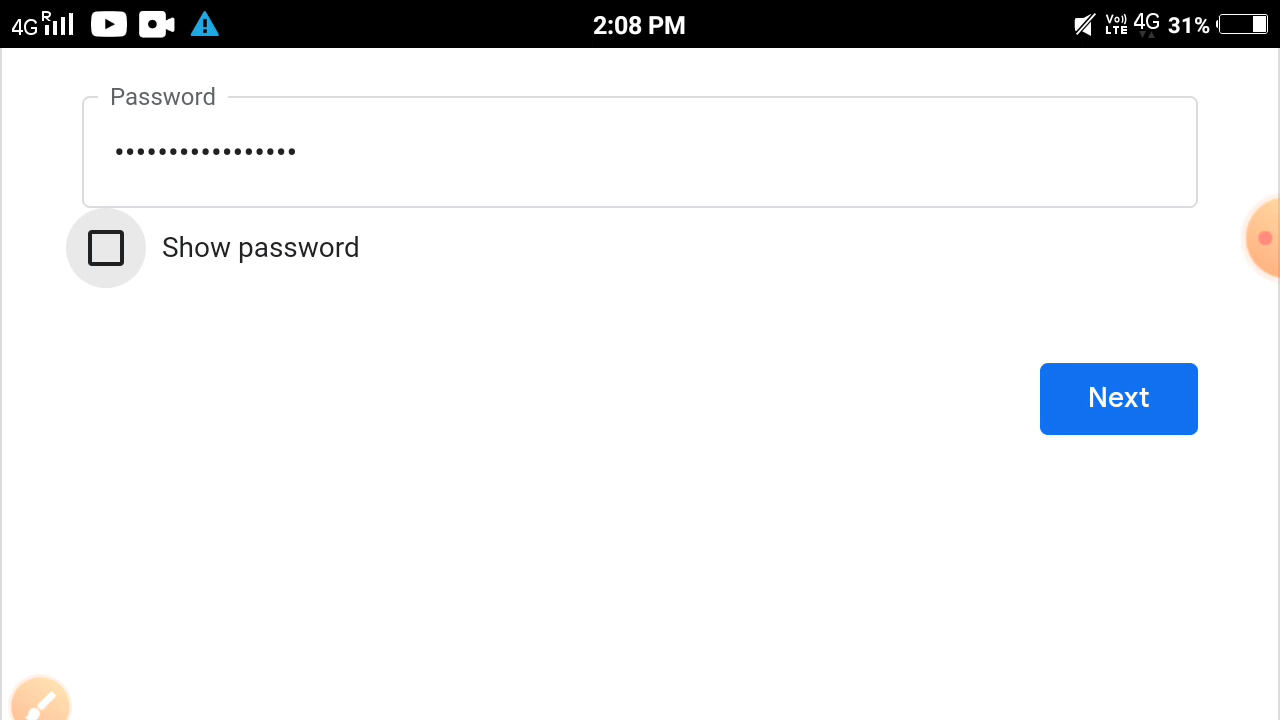 4G R 2:08 PM Vo)) LTE 4G 31%
Password
•••••••••••••••••
Show password
Next